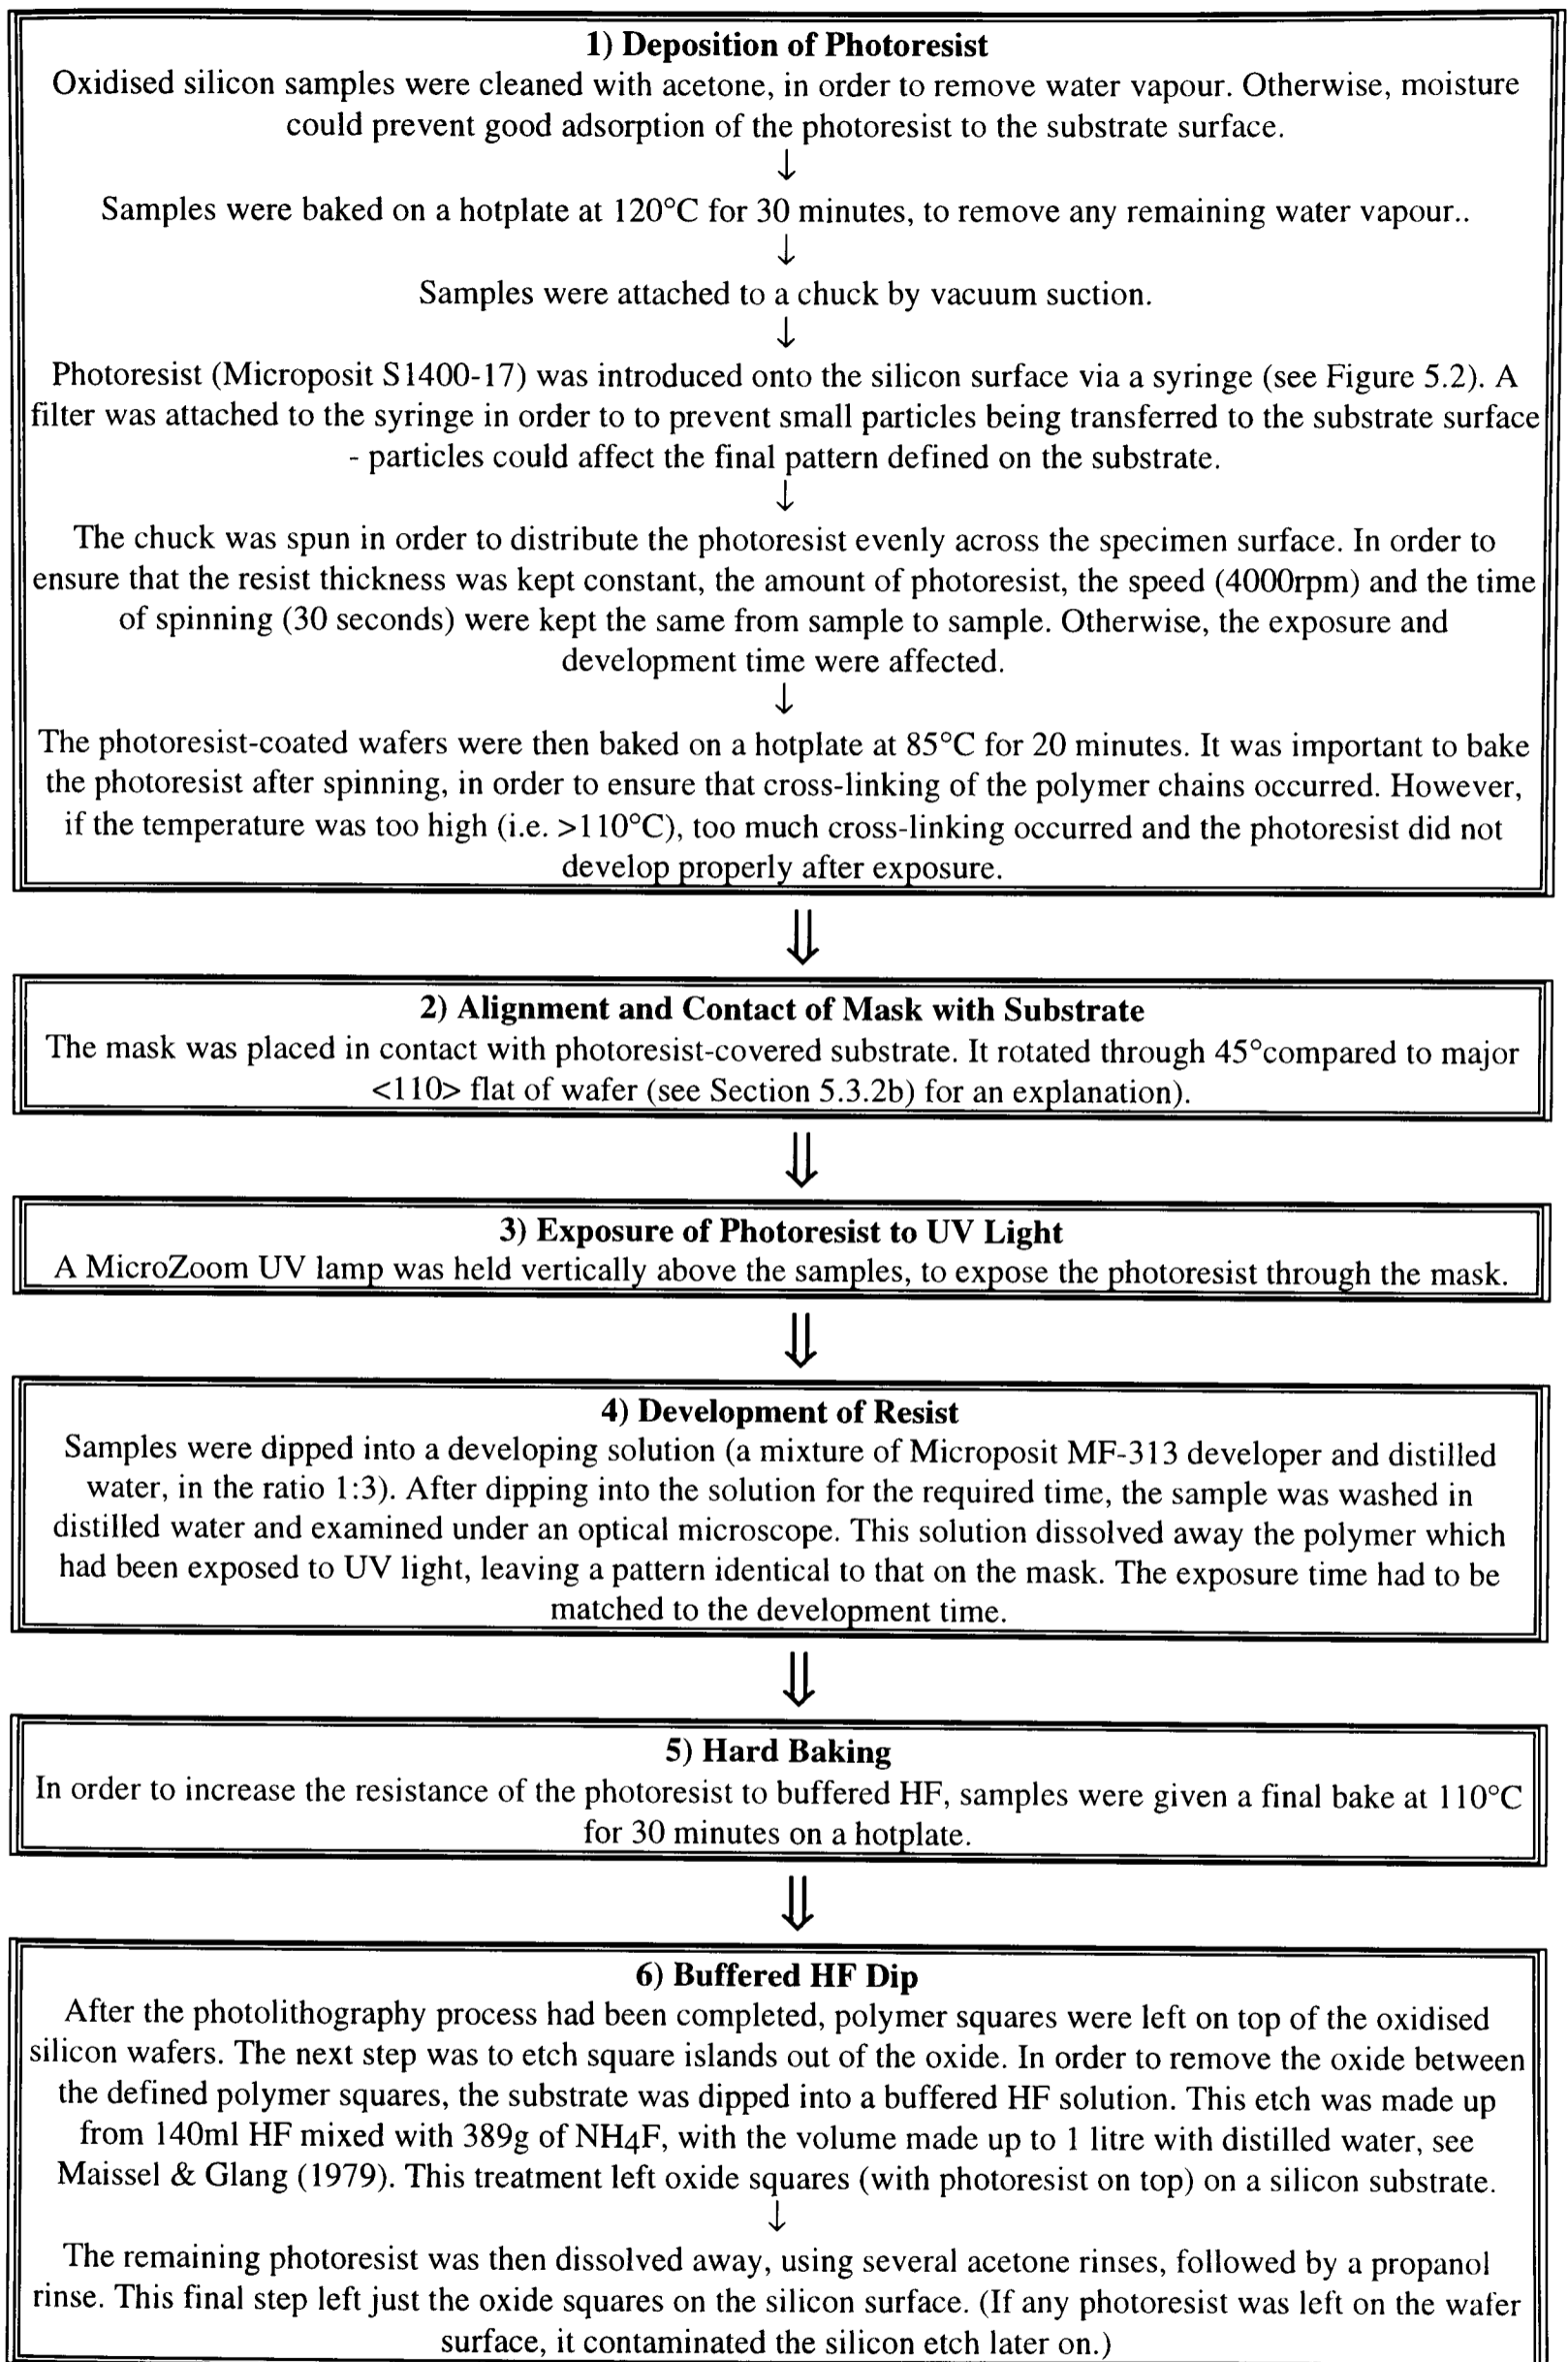 1) Deposition of Photoresist
Oxidised silicon samples were cleaned with acetone, in order to remove water vapour. Otherwise, moisture
could prevent good adsorption of the photoresist to the substrate surface.
↓
Samples were baked on a hotplate at 120°C for 30 minutes, to remove any remaining water vapour..
↓
Samples were attached to a chuck by vacuum suction.
↓
Photoresist (Microposit S1400-17) was introduced onto the silicon surface via a syringe (see Figure 5.2). A
filter was attached to the syringe in order to to prevent small particles being transferred to the substrate surface
- particles could affect the final pattern defined on the substrate.
↓
The chuck was spun in order to distribute the photoresist evenly across the specimen surface. In order to
ensure that the resist thickness was kept constant, the amount of photoresist, the speed (4000rpm) and the time
of spinning (30 seconds) were kept the same from sample to sample. Otherwise, the exposure and
development time were affected.
↓
The photoresist-coated wafers were then baked on a hotplate at 85°C for 20 minutes. It was important to bake
the photoresist after spinning, in order to ensure that cross-linking of the polymer chains occurred. However,
if the temperature was too high (i.e. >110°C), too much cross-linking occurred and the photoresist did not
develop properly after exposure.
⇓
2) Alignment and Contact of Mask with Substrate
The mask was placed in contact with photoresist-covered substrate. It rotated through 45°compared to major
<110> flat of wafer (see Section 5.3.2b) for an explanation).
⇓
3) Exposure of Photoresist to UV Light
A MicroZoom UV lamp was held vertically above the samples, to expose the photoresist through the mask.
⇓
4) Development of Resist
Samples were dipped into a developing solution (a mixture of Microposit MF-313 developer and distilled
water, in the ratio 1:3). After dipping into the solution for the required time, the sample was washed in
distilled water and examined under an optical microscope. This solution dissolved away the polymer which
had been exposed to UV light, leaving a pattern identical to that on the mask. The exposure time had to be
matched to the development time.
⇓
5) Hard Baking
In order to increase the resistance of the photoresist to buffered HF, samples were given a final bake at 110°C
for 30 minutes on a hotplate.
⇓
6) Buffered HF Dip
After the photolithography process had been completed, polymer squares were left on top of the oxidised
silicon wafers. The next step was to etch square islands out of the oxide. In order to remove the oxide between
the defined polymer squares, the substrate was dipped into a buffered HF solution. This etch was made up
from 140ml HF mixed with 389g of NH4F, with the volume made up to 1 litre with distilled water, see
Maissel & Glang (1979). This treatment left oxide squares (with photoresist on top) on a silicon substrate.
↓
The remaining photoresist was then dissolved away, using several acetone rinses, followed by a propanol
rinse. This final step left just the oxide squares on the silicon surface. (If any photoresist was left on the wafer
surface, it contaminated the silicon etch later on.)